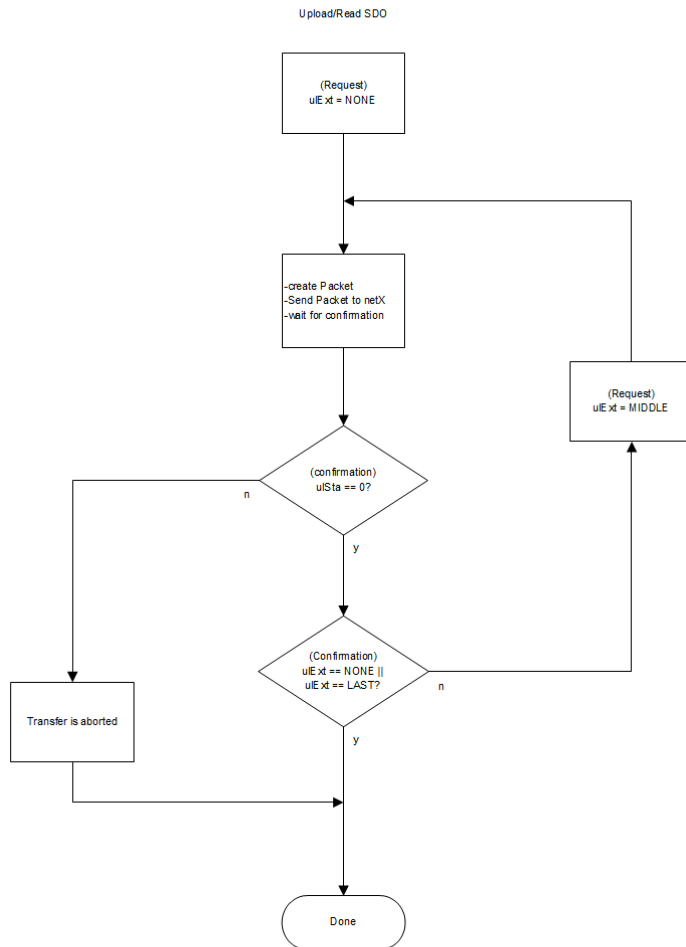 Upload/Read SDO
(Request)
ulExt = NONE
-create Packet
-Send Packet to netX
-wait for confirmation
(Request)
ulExt = MIDDLE
(confirmation)
ulSta == 0?
n
y
(Confirmation)
ulExt == NONE ||
ulExt == LAST?
n
y
Transfer is aborted
Done